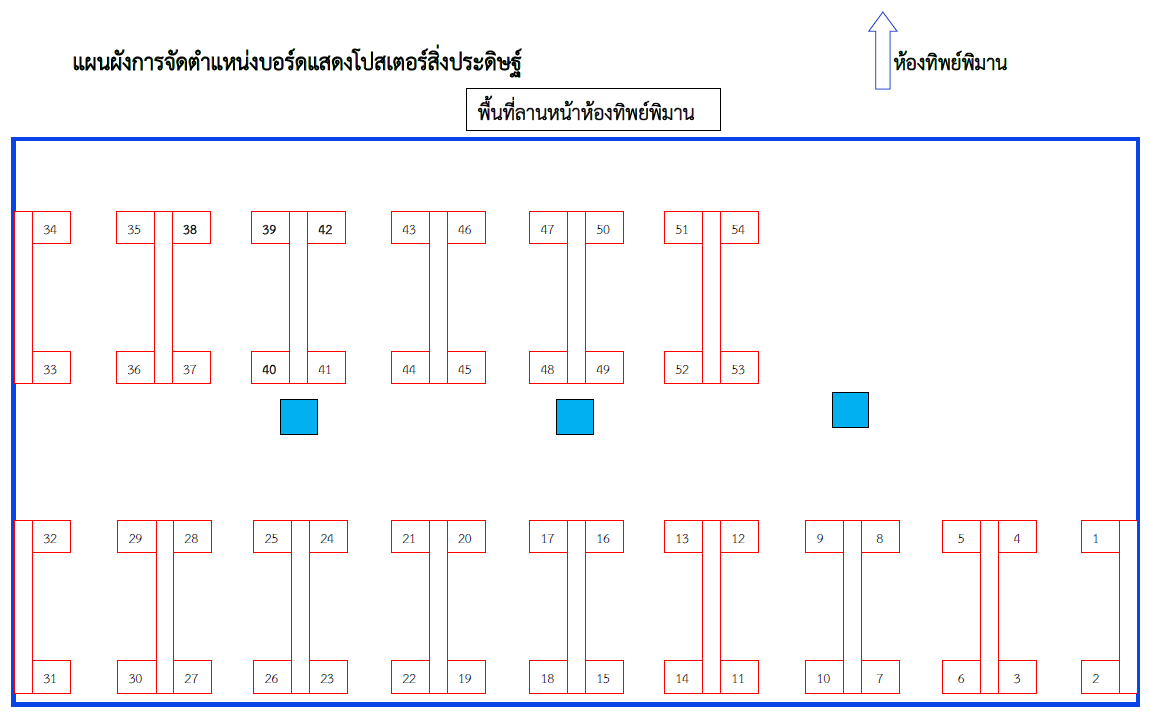 ห้องทิพย์พิมาน
แผนผังการจัดตำแหน่งบอร์ดแสดงโปสเตอร์สิ่งประดิษฐ์
พื้นที่ลานหน้าห้องทิพย์พิมาน
34 35 38 39 42 43 46 47 50 51 54
33 36 37 40 41 44 45 48 49 52 53
32 29 28 25 24 21 20 17 16 13 12 9 8 5 4 1
31 30 27 26 23 22 19 18 15 14 11 10 7 6 3 2